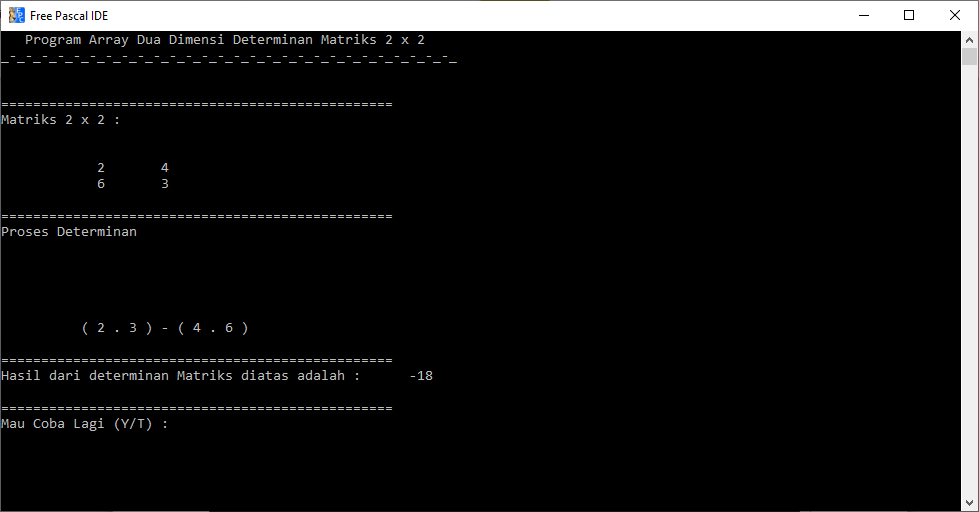 Free Pascal IDE
Program Array Dua Dimensi Determinan Matriks 2 x 2
_-_-_-_-_-_-_-_-_-_-_-_-_-_-_-_-_-_-_-_-_-_-_-_-_-_-_-_-_
=================================================
Matriks 2 x 2 :
2 4
6 3
=================================================
Proses Determinan
( 2 . 3 ) - ( 4 . 6 )
=================================================
Hasil dari determinan Matriks diatas adalah : -18
=================================================
Mau Coba Lagi (Y/T) :